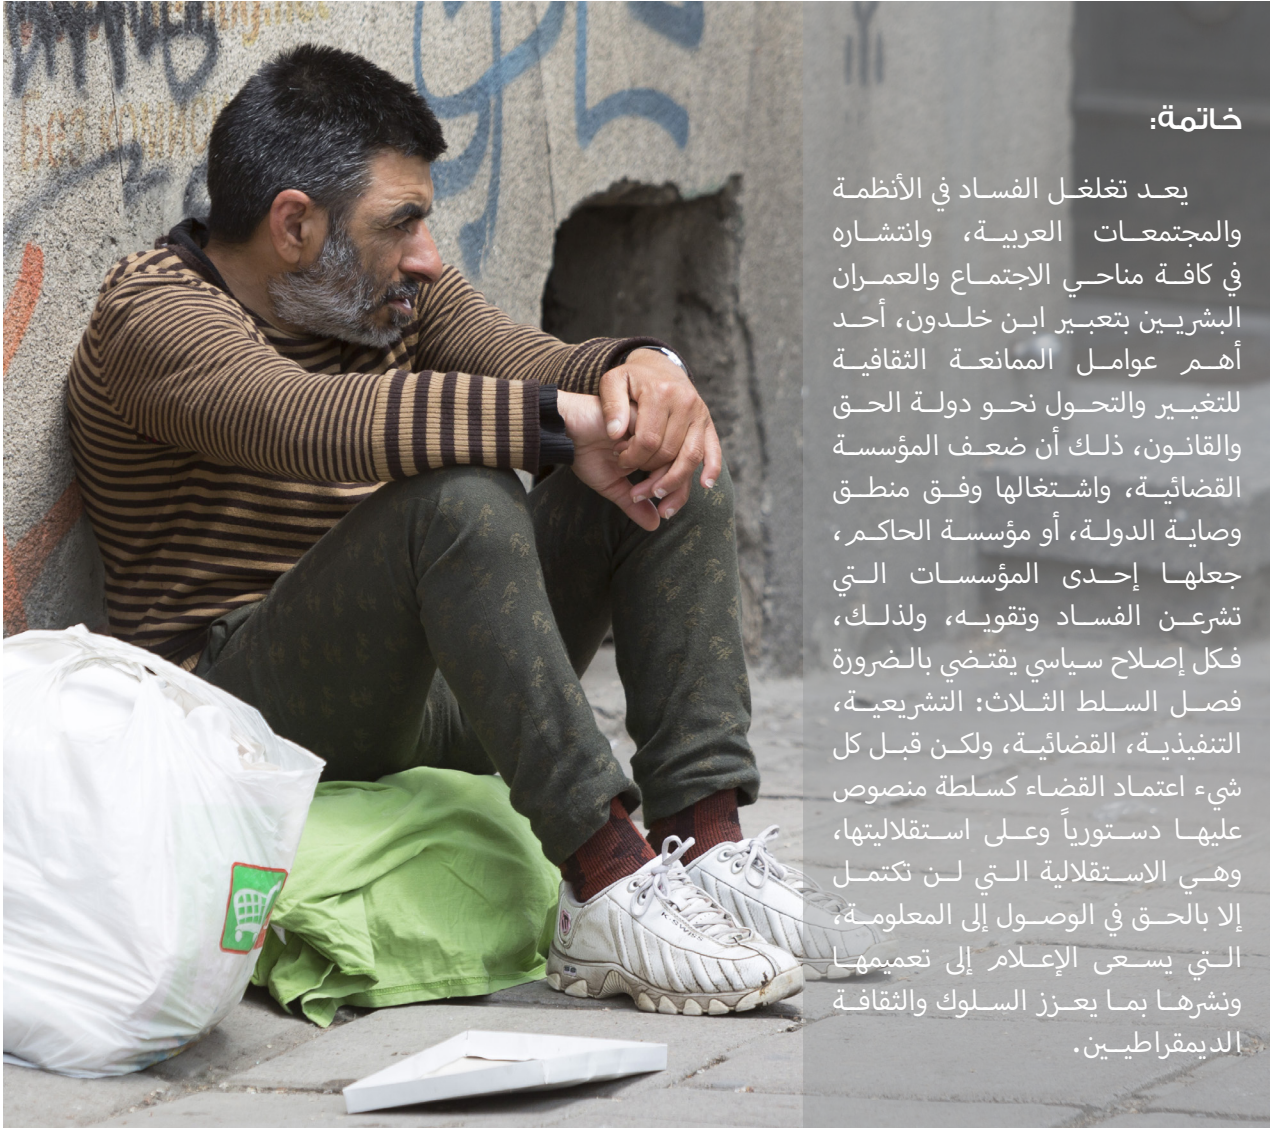 خاتمة:
يعد تغلغل الفساد في الأنظمة
والمجتمعات العربية، وانتشاره
في كافة مناحي الاجتماع والعمران
البشريين بتعبير ابن خلدون، أحد
أهم عوامل الممانعة الثقافية
للتغيير والتحول نحو دولة الحق
والقانون، ذلك أن ضعف المؤسسة
القضائية، واشتغالها وفق منطق
وصاية الدولة، أو مؤسسة الحاكم،
جعلها إحدى المؤسسات التي
تشرعن الفساد وتقويه، ولذلك،
فكل إصلاح سياسي يقتضي بالضرورة
فصل السلط الثلاث: التشريعية،
التنفيذية، القضائية، ولكن قبل كل
شيء اعتماد القضاء كسلطة منصوص
عليها دستورياً وعلى استقلاليتها،
وهي الاستقلالية التي لن تكتمل
إلا بالحق في الوصول إلى المعلومة،
التي يسعى الإعلام إلى تعميمها
ونشرها بما يعزز السلوك والثقافة
الديمقراطيين.
K·SWISS